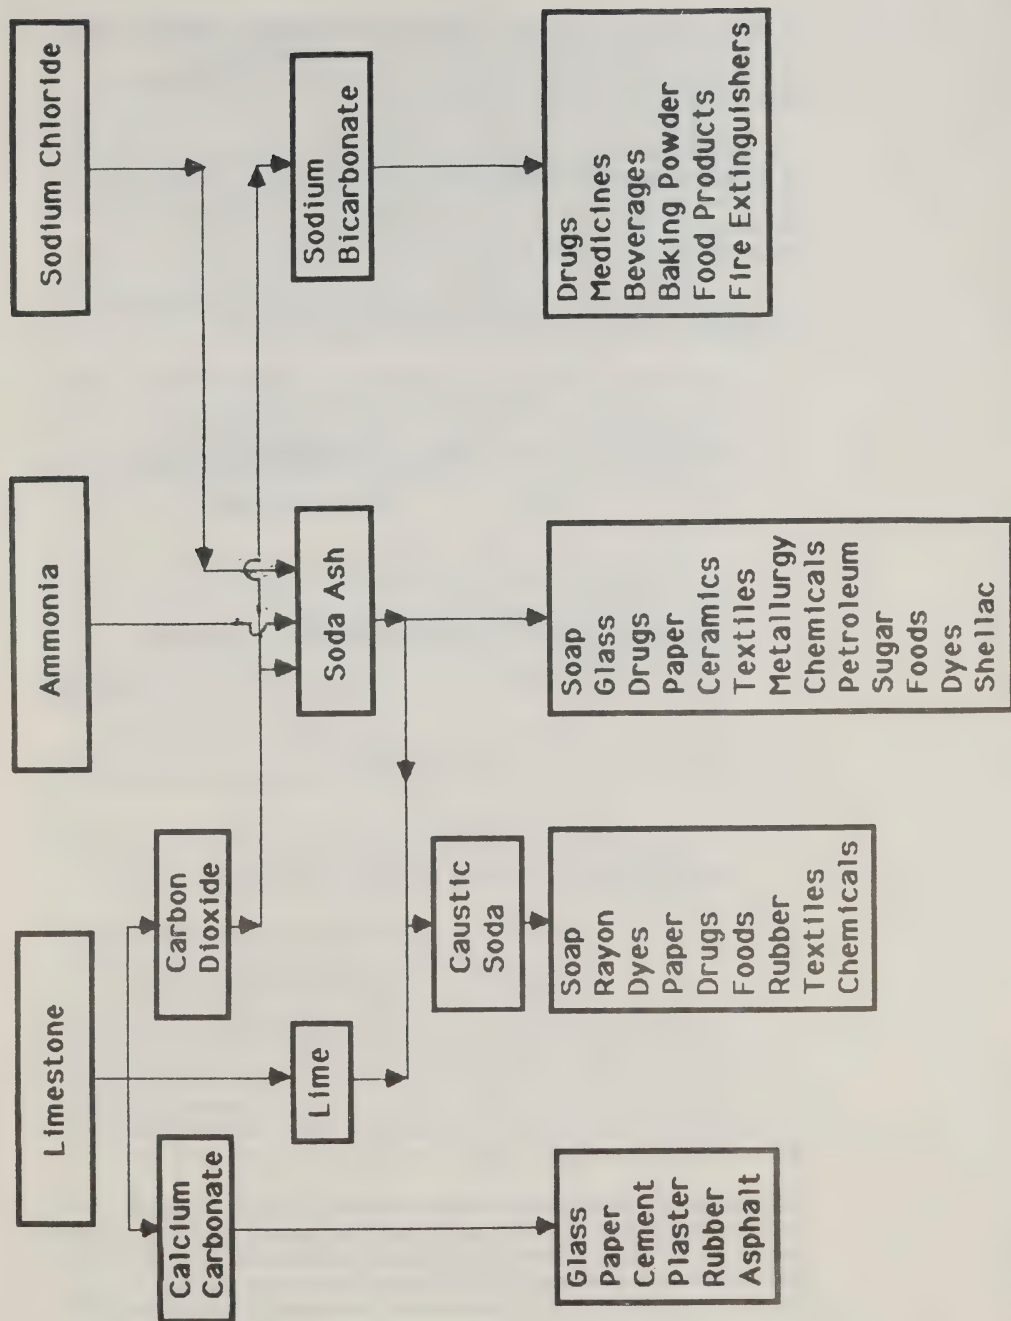 Limestone
Ammonia
Sodium Chloride
Carbon
Dioxide
Calcium
Carbonate
Lime
Soda Ash
Sodium
Bicarbonate
Caustic
Soda
Glass
Paper
Cement
Plaster
Rubber
Asphalt
Soap
Rayon
Dyes
Paper
Drugs
Foods
Rubber
Textiles
Chemicals
Soap
Glass
Drugs
Paper
Ceramics
Textiles
Metallurgy
Chemicals
Petroleum
Sugar
Foods
Dyes
Shellac
Drugs
Medicines
Beverages
Baking Powder
Food Products
Fire Extinguishers